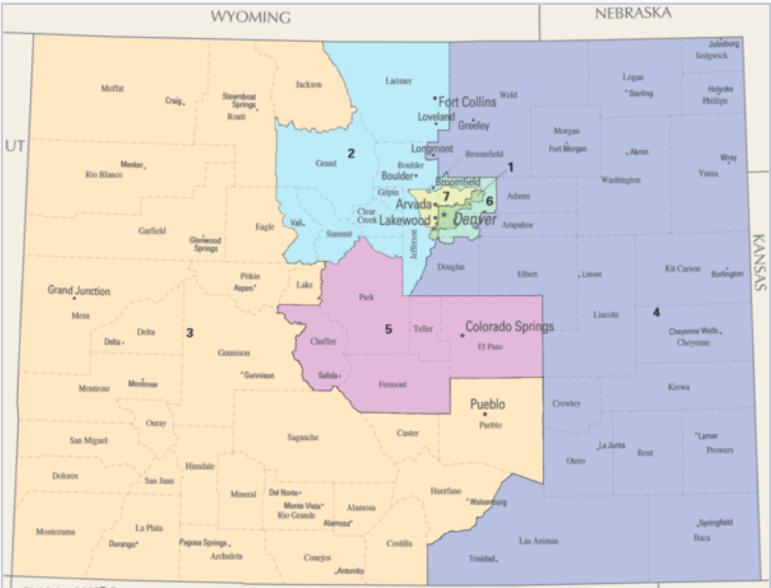 WYOMING
NEBRASKA
UT
KANSAS
Moffat
Craig
Steamboat
Springs
Routt
Jackson
Larimer
Fort Collins
Loveland
Weld
Greeley
Logan
Sterling
Julesburg
Sedgwick
Holyoke
Phillips
Meeker
Rio Blanco
Grand
2
Longmont
Boulder
Boulder
Broomfield
Broomfield
Morgan
Fort Morgan
Akron
Washington
Wray
Yuma
1
Gilpin
Arvada
7
6
Adams
Garfield
Glenwood
Springs
Eagle
Vail
Summit
Clear
Creek
Lakewood
Denver
Arapahoe
Jefferson
Pitkin
Aspen
Lake
Park
Douglas
Elbert
Limon
Kit Carson
Burlington
Grand Junction
Mesa
Delta
Delta
3
Gunnison
Gunnison
Chaffee
Salida
5
Teller
Colorado Springs
El Paso
Fremont
Lincoln
4
Cheyenne Wells
Cheyenne
Montrose
Montrose
Ouray
Pueblo
Pueblo
Crowley
Kiowa
San Miguel
Saguache
Custer
Otero
La Junta
Bent
Lamar
Prowers
Dolores
San Juan
Hinsdale
Mineral
Del Norte
Monte Vista
Rio Grande
Alamosa
Alamosa
Huerfano
Walsenburg
Montezuma
La Plata
Durango
Pagosa Springs
Archuleta
Conejos
Antonito
Costilla
Las Animas
Trinidad
Springfield
Baca